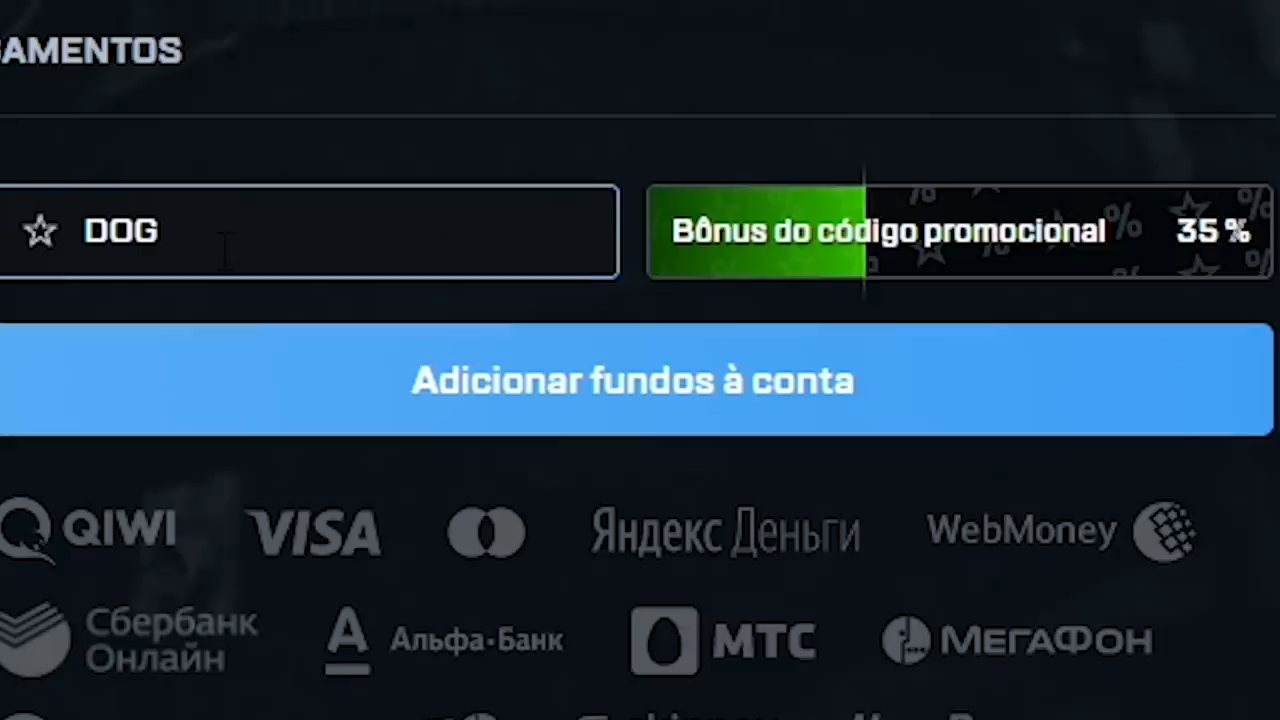 GAMENTOS
DOG
Bônus do código promocional 35 %
Adicionar fundos à conta
QIWI VISA Яндекс Деньги WebMoney
Сбербанк Онлайн А Альфа·Банк МТС МЕГАФОН